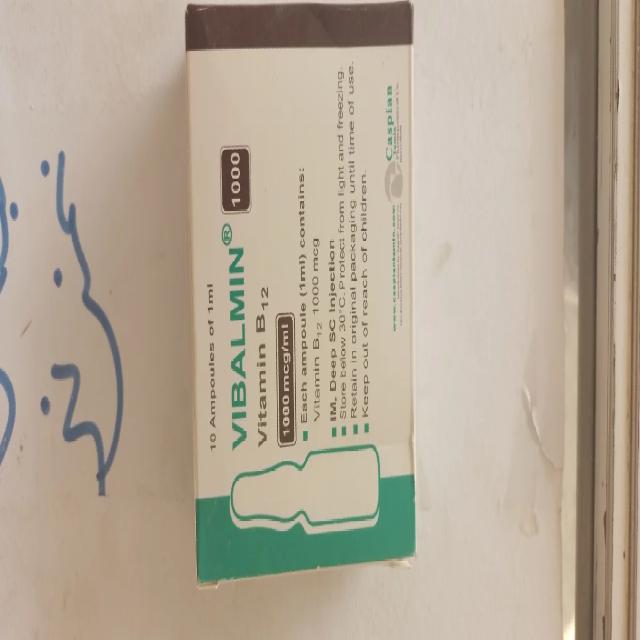 10 Ampoules of 1ml
VIBALMIN® 1000
Vitamin B12
1000 mcg/ml
Each ampoule (1ml) contains:
Vitamin B12 1000 mcg
IM, Deep SC Injection
Store below 30°C. Protect from light and freezing.
Retain in original packaging until time of use.
Keep out of reach of children.
Caspian